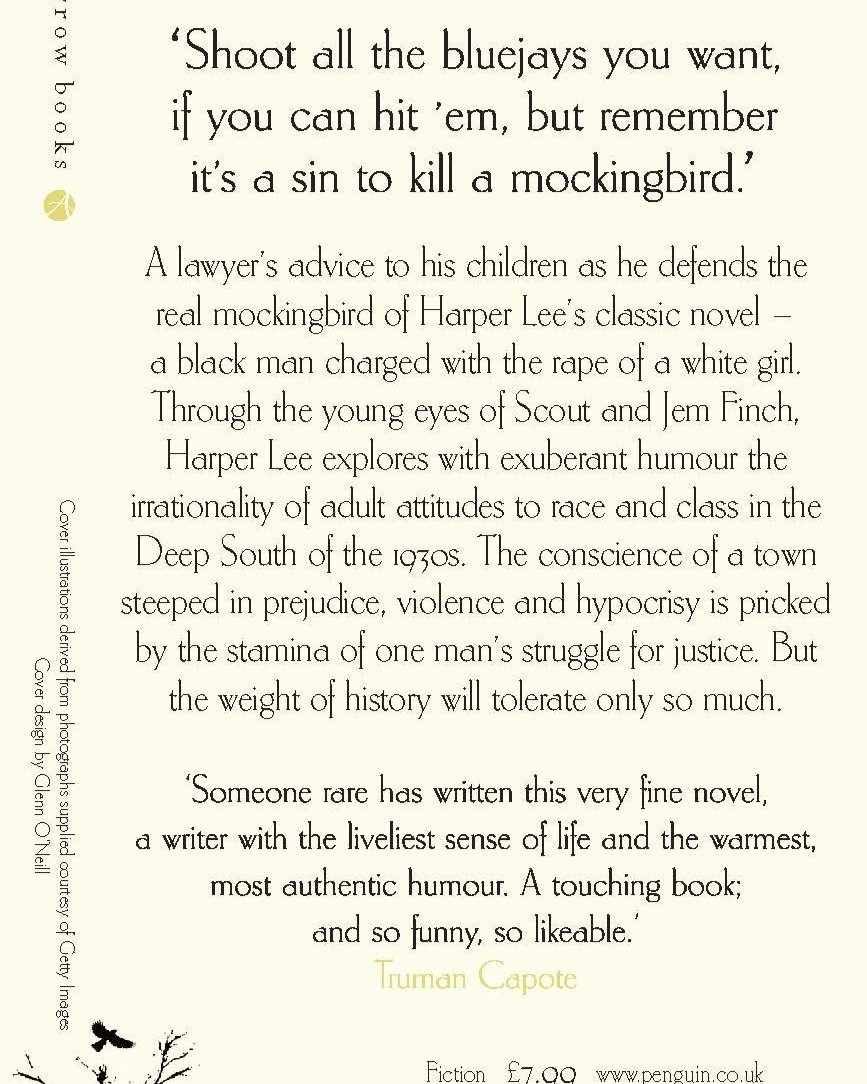 row books
‘Shoot all the bluejays you want,
if you can hit ’em, but remember
it’s a sin to kill a mockingbird.’
A lawyer’s advice to his children as he defends the
real mockingbird of Harper Lee’s classic novel –
a black man charged with the rape of a white girl.
Through the young eyes of Scout and Jem Finch,
Harper Lee explores with exuberant humour the
irrationality of adult attitudes to race and class in the
Deep South of the 1930s. The conscience of a town
steeped in prejudice, violence and hypocrisy is pricked
by the stamina of one man’s struggle for justice. But
the weight of history will tolerate only so much.
‘Someone rare has written this very fine novel,
a writer with the liveliest sense of life and the warmest,
most authentic humour. A touching book;
and so funny, so likeable.’
Truman Capote
Cover illustrations derived from photographs supplied courtesy of Getty Images
Cover design by Glenn O’Neill
Fiction £7.99 www.penguin.co.uk